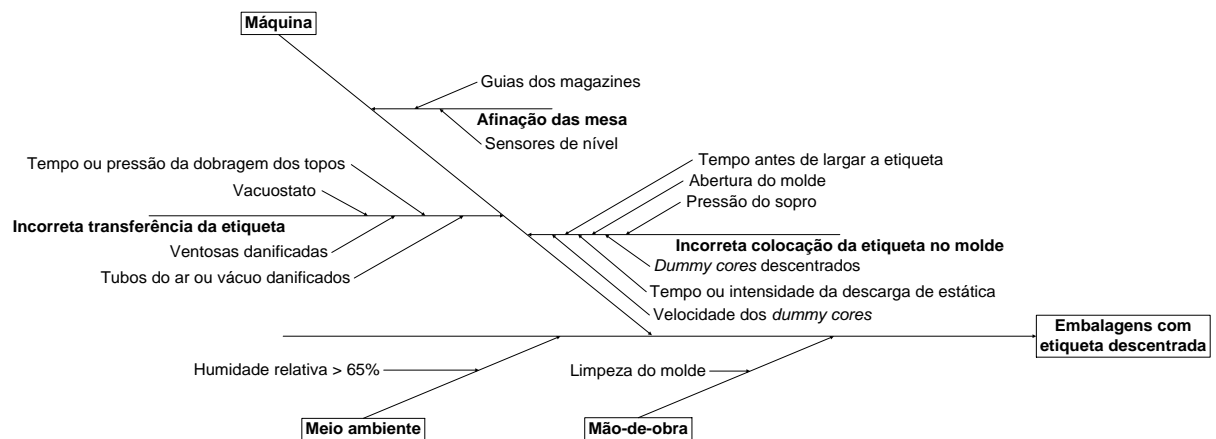 Máquina
Guias dos magazines
Afinação das mesa
Sensores de nível
Tempo ou pressão da dobragem dos topos
Vacuostato
Incorreta transferência da etiqueta
Ventosas danificadas
Tubos do ar ou vácuo danificados
Tempo antes de largar a etiqueta
Abertura do molde
Pressão do sopro
Incorreta colocação da etiqueta no molde
Dummy cores descentrados
Tempo ou intensidade da descarga de estática
Velocidade dos dummy cores
Embalagens com
etiqueta descentrada
Humidade relativa > 65%
Limpeza do molde
Meio ambiente
Mão-de-obra